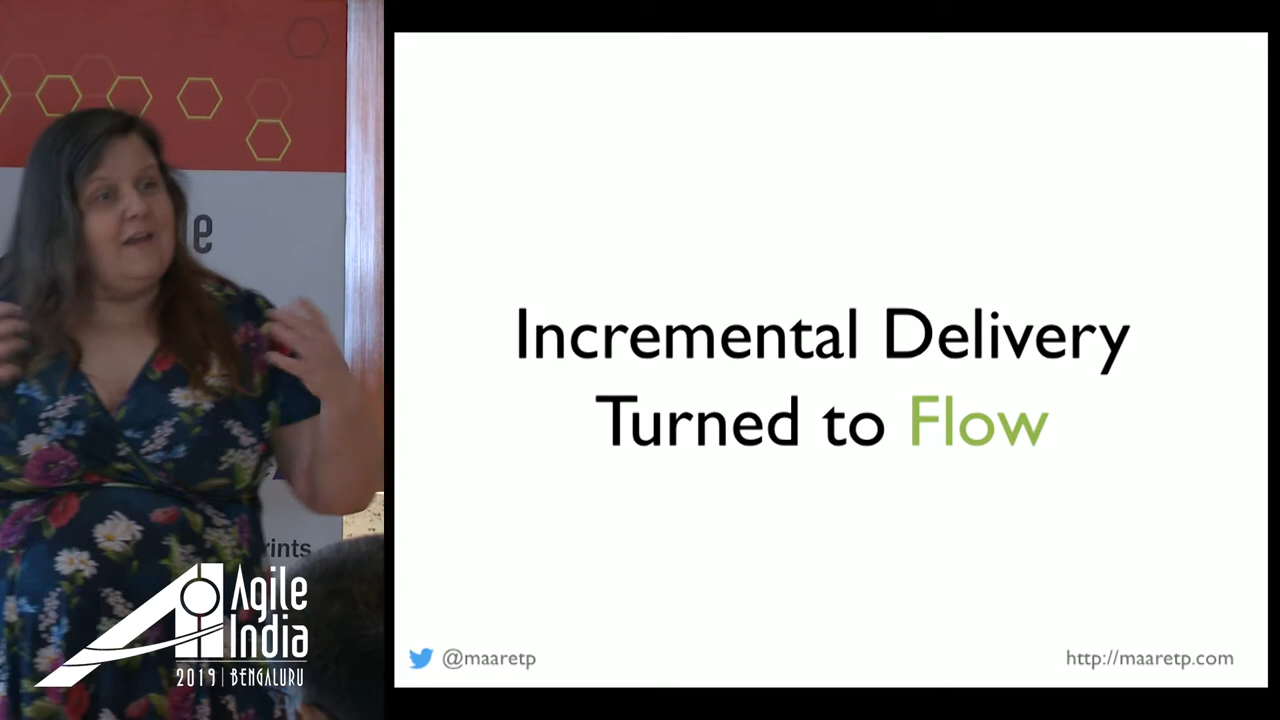 Incremental Delivery
Turned to Flow
@maaretp
http://maaretp.com
Agile
India
2019 | BENGALURU